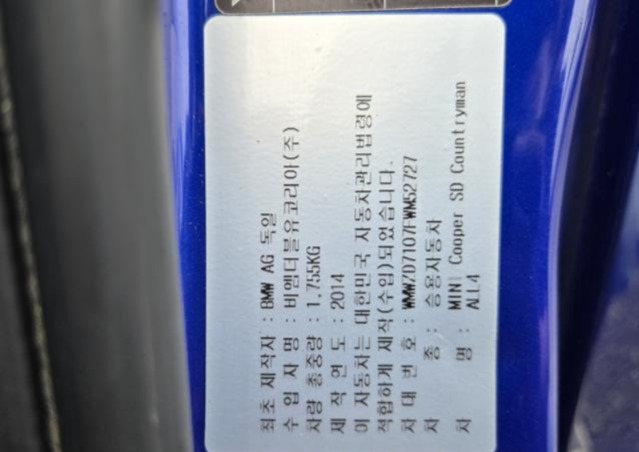 최초 제작자 : BMW AG 독일
수 입 자 명 : 비엠더블유코리아(주)
차량 총중량 : 1,755KG
제 작 연 도 : 2014
이 자동차는 대한민국 자동차관리법령에
적합하게 제작(수입)되었습니다.
차 대 번 호 : WMWZD7107FWM52727
차 종 : 승용자동차
차 명 : MINI Cooper SD Countryman
ALL4